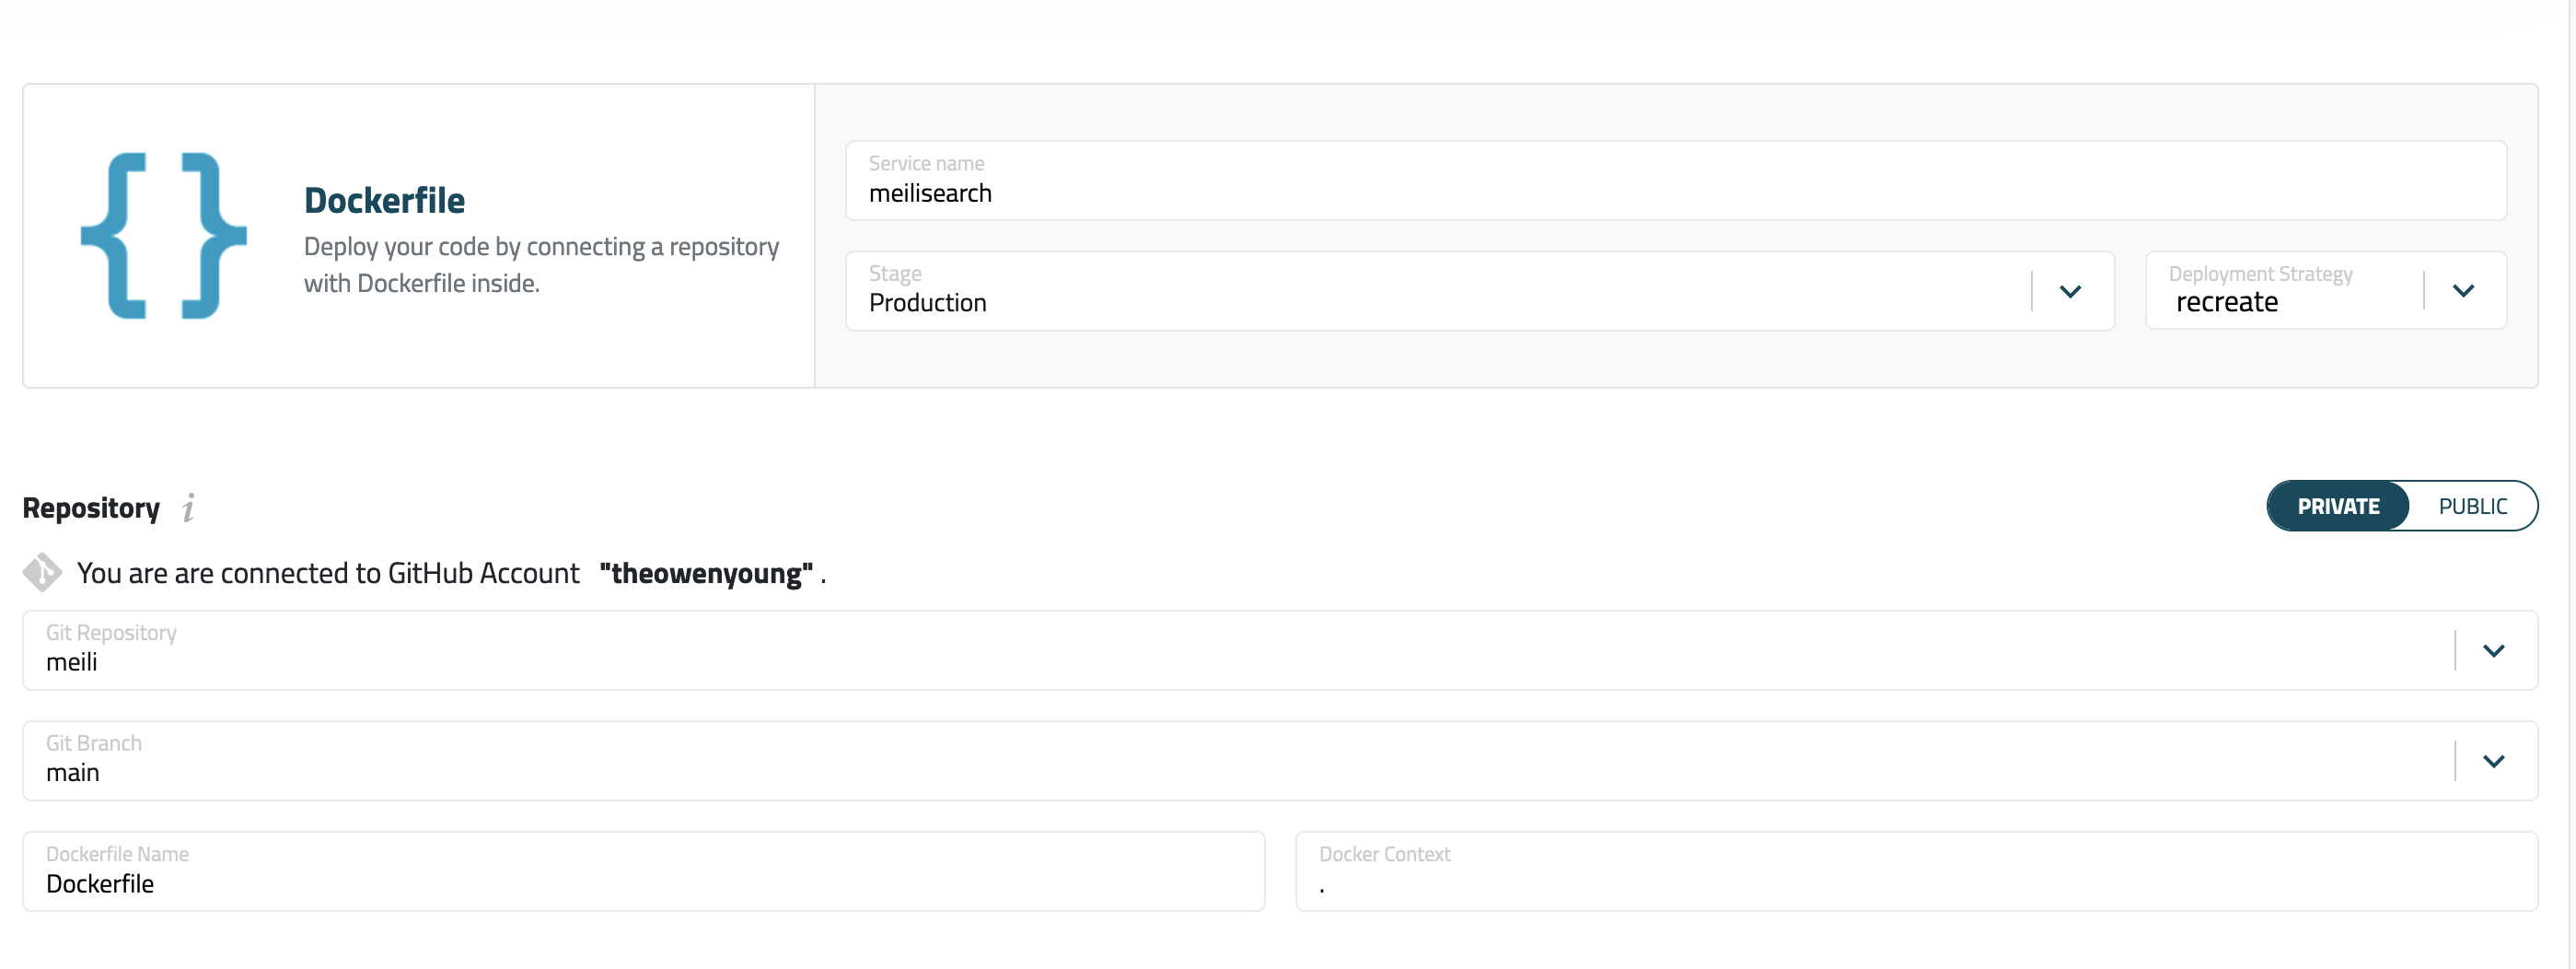 Dockerfile
Deploy your code by connecting a repository
with Dockerfile inside.
Service name
meilisearch
Stage
Production
Deployment Strategy
recreate
Repository i
PRIVATE PUBLIC
You are are connected to GitHub Account "theowenyoung" .
Git Repository
meili
Git Branch
main
Dockerfile Name
Dockerfile
Docker Context
.